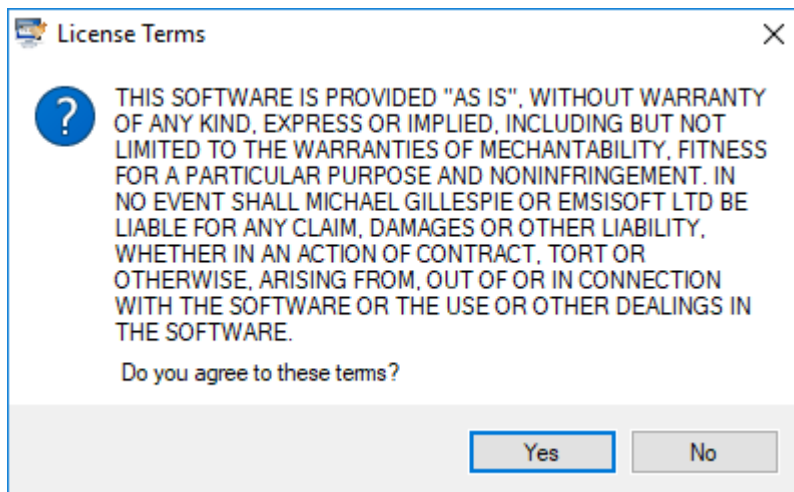 License Terms
THIS SOFTWARE IS PROVIDED "AS IS", WITHOUT WARRANTY
OF ANY KIND, EXPRESS OR IMPLIED, INCLUDING BUT NOT
LIMITED TO THE WARRANTIES OF MECHANTABILITY, FITNESS
FOR A PARTICULAR PURPOSE AND NONINFRINGEMENT. IN
NO EVENT SHALL MICHAEL GILLESPIE OR EMSISOFT LTD BE
LIABLE FOR ANY CLAIM, DAMAGES OR OTHER LIABILITY,
WHETHER IN AN ACTION OF CONTRACT, TORT OR
OTHERWISE, ARISING FROM, OUT OF OR IN CONNECTION
WITH THE SOFTWARE OR THE USE OR OTHER DEALINGS IN
THE SOFTWARE.
Do you agree to these terms?
Yes No